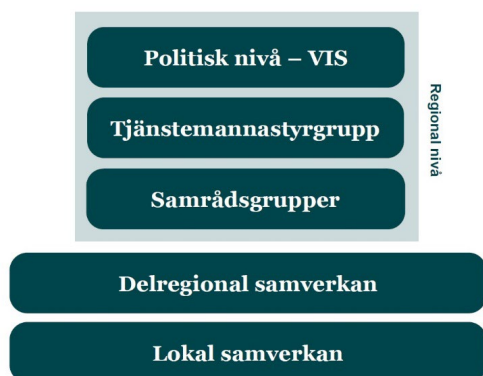 Politisk nivå – VIS
Tjänstemannastyrgrupp
Samrådsgrupper
Regional nivå
Delregional samverkan
Lokal samverkan